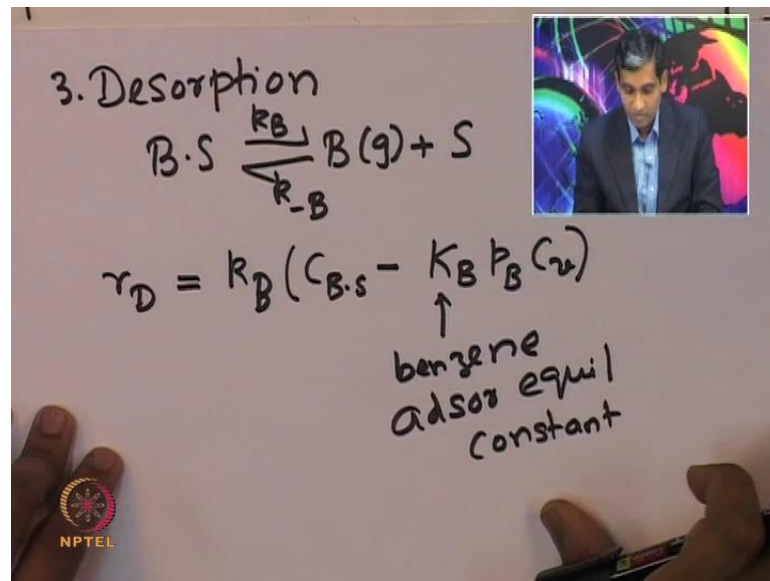 3. Desorption
k_B
B·S ⇌ B(g) + S
k_-B
r_D = k_B (C_B·S - K_B p_B C_v)
↑
benzene
adsor equil
constant
NPTEL